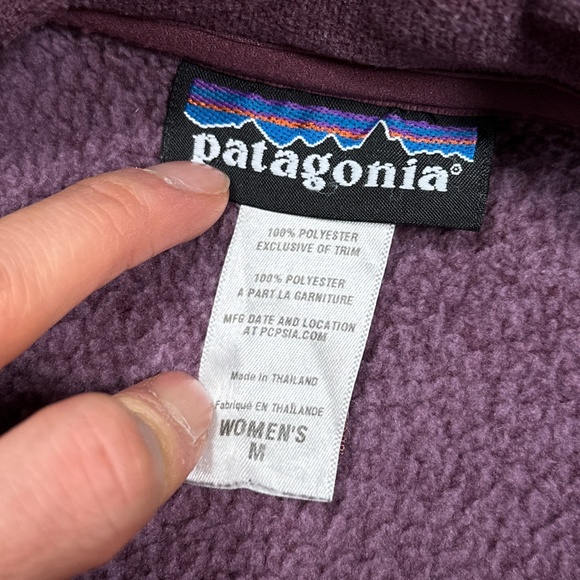 patagonia®
100% POLYESTER
EXCLUSIVE OF TRIM
100% POLYESTER
A PART LA GARNITURE
MFG DATE AND LOCATION
AT PCPSIA.COM
Made in THAILAND
Fabriqué EN THAÏLANDE
WOMEN'S
M